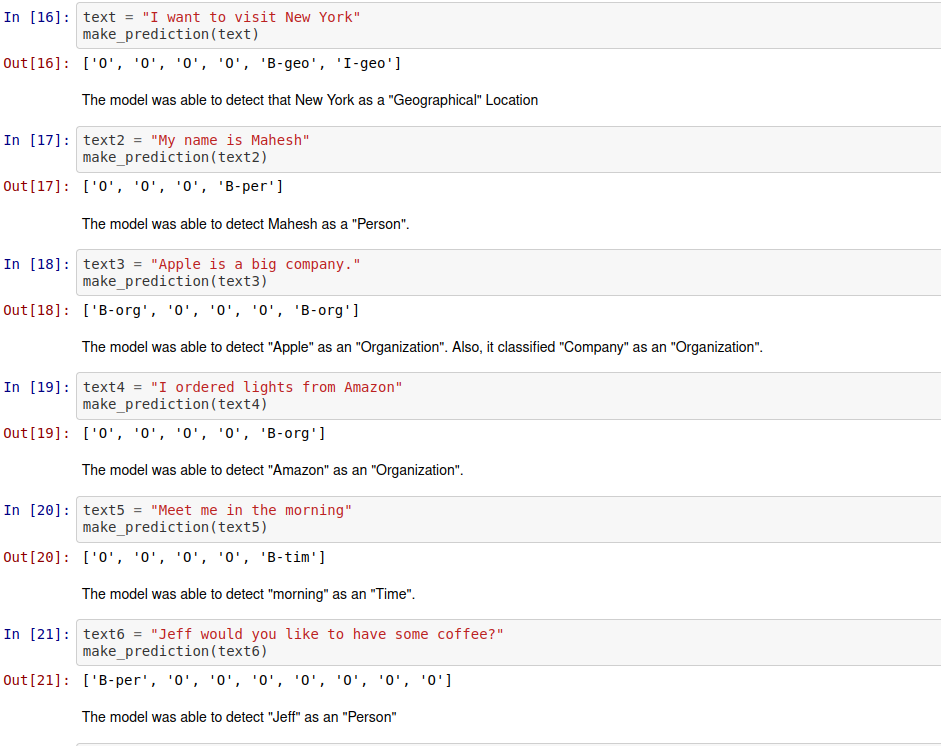 In [16]: text = "I want to visit New York"
make_prediction(text)
Out[16]: ['O', 'O', 'O', 'O', 'B-geo', 'I-geo']
The model was able to detect that New York as a "Geographical" Location
In [17]: text2 = "My name is Mahesh"
make_prediction(text2)
Out[17]: ['O', 'O', 'O', 'B-per']
The model was able to detect Mahesh as a "Person".
In [18]: text3 = "Apple is a big company."
make_prediction(text3)
Out[18]: ['B-org', 'O', 'O', 'O', 'B-org']
The model was able to detect "Apple" as an "Organization". Also, it classified "Company" as an "Organization".
In [19]: text4 = "I ordered lights from Amazon"
make_prediction(text4)
Out[19]: ['O', 'O', 'O', 'O', 'B-org']
The model was able to detect "Amazon" as an "Organization".
In [20]: text5 = "Meet me in the morning"
make_prediction(text5)
Out[20]: ['O', 'O', 'O', 'O', 'B-tim']
The model was able to detect "morning" as an "Time".
In [21]: text6 = "Jeff would you like to have some coffee?"
make_prediction(text6)
Out[21]: ['B-per', 'O', 'O', 'O', 'O', 'O', 'O', 'O']
The model was able to detect "Jeff" as an "Person"